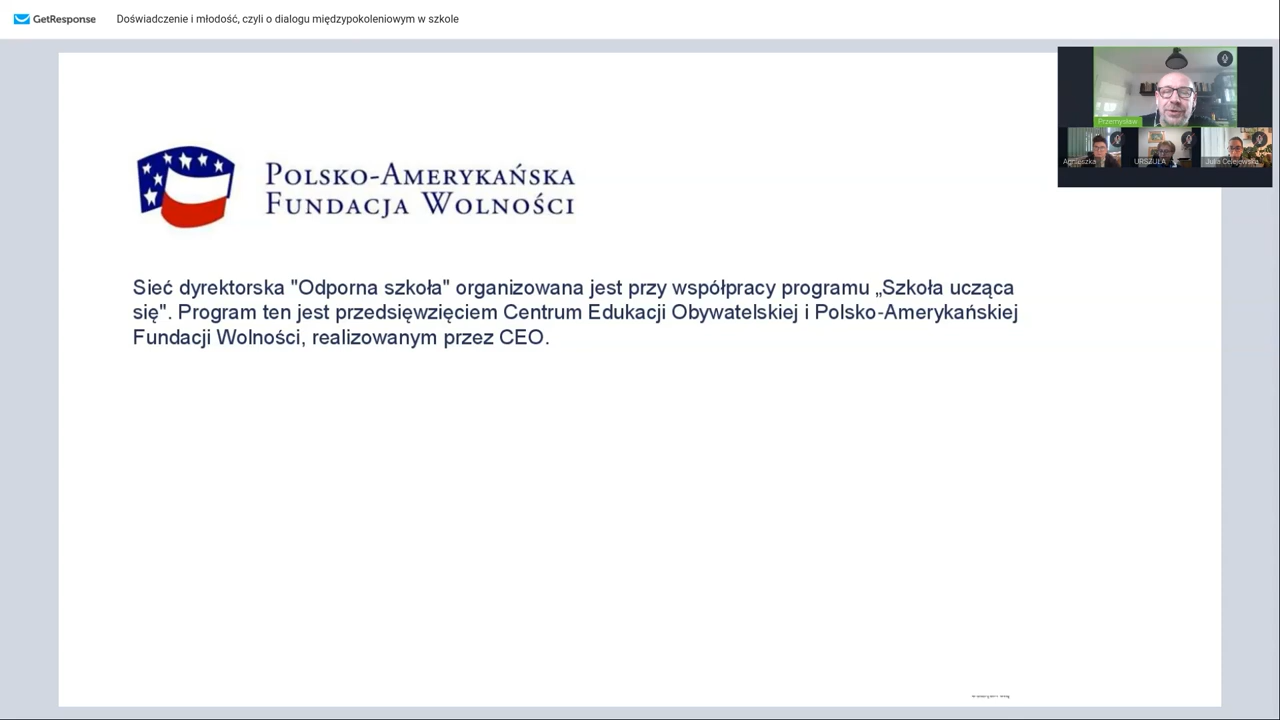 GetResponse Doświadczenie i młodość, czyli o dialogu międzypokoleniowym w szkole
Przemysław
Agnieszka URSZULA Julia Celejewska
POLSKO-AMERYKAŃSKA
FUNDACJA WOLNOŚCI
Sieć dyrektorska "Odporna szkoła" organizowana jest przy współpracy programu „Szkoła ucząca
się". Program ten jest przedsięwzięciem Centrum Edukacji Obywatelskiej i Polsko-Amerykańskiej
Fundacji Wolności, realizowanym przez CEO.